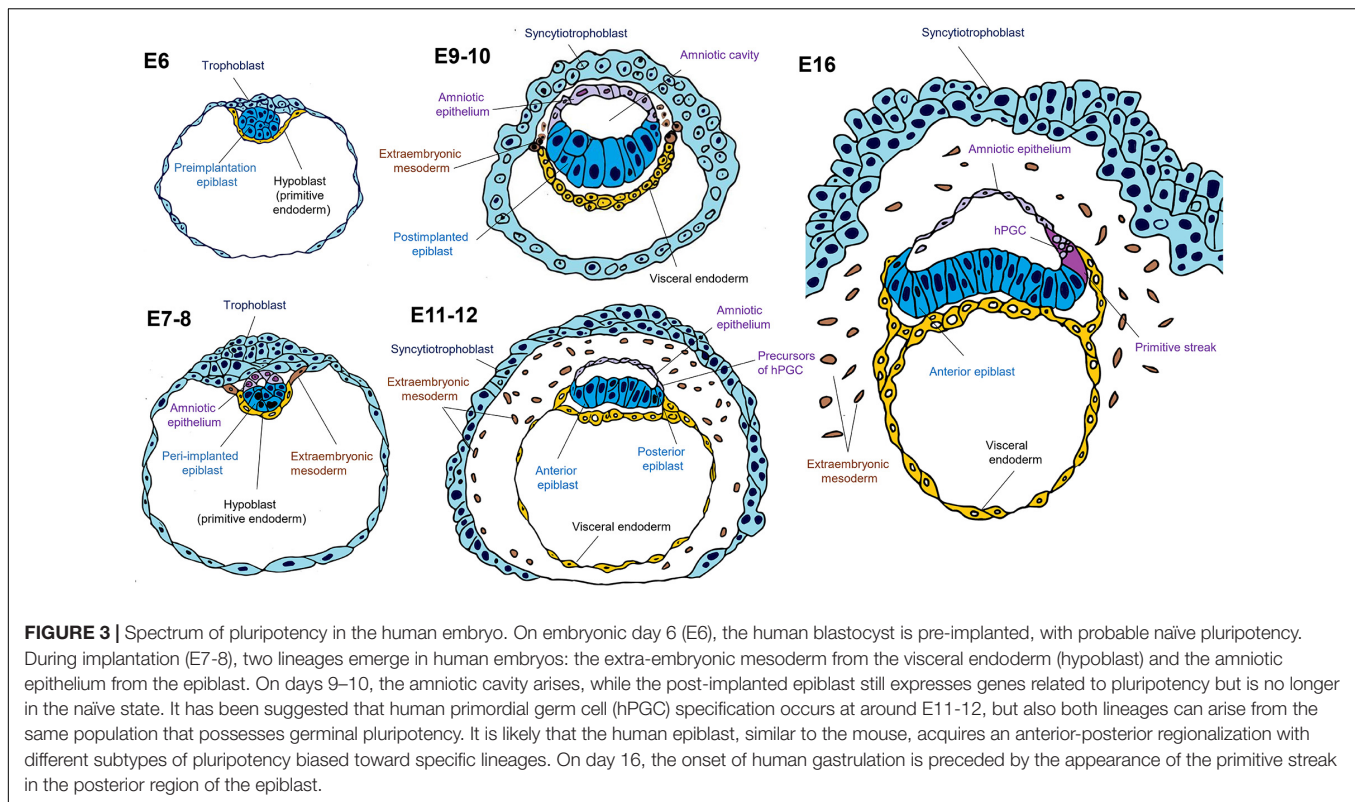 E6
Trophoblast
Preimplantation
epiblast
Hypoblast
(primitive
endoderm)
E9-10
Syncytiotrophoblast
Amniotic cavity
Amniotic
epithelium
Extraembryonic
mesoderm
Postimplanted
epiblast
Visceral endoderm
E16
Syncytiotrophoblast
Amniotic epithelium
hPGC
Primitive streak
Anterior epiblast
Visceral
endoderm
Extraembryonic
mesoderm
E7-8
Trophoblast
Amniotic
epithelium
Peri-implanted
epiblast
Extraembryonic
mesoderm
Hypoblast
(primitive endoderm)
E11-12
Amniotic
epithelium
Syncytiotrophoblast
Precursors
of hPGC
Extraembryonic
mesoderm
Anterior
epiblast
Posterior
epiblast
Visceral endoderm
FIGURE 3 | Spectrum of pluripotency in the human embryo. On embryonic day 6 (E6), the human blastocyst is pre-implanted, with probable naïve pluripotency.
During implantation (E7-8), two lineages emerge in human embryos: the extra-embryonic mesoderm from the visceral endoderm (hypoblast) and the amniotic
epithelium from the epiblast. On days 9–10, the amniotic cavity arises, while the post-implanted epiblast still expresses genes related to pluripotency but is no longer
in the naïve state. It has been suggested that human primordial germ cell (hPGC) specification occurs at around E11-12, but also both lineages can arise from the
same population that possesses germinal pluripotency. It is likely that the human epiblast, similar to the mouse, acquires an anterior-posterior regionalization with
different subtypes of pluripotency biased toward specific lineages. On day 16, the onset of human gastrulation is preceded by the appearance of the primitive streak
in the posterior region of the epiblast.